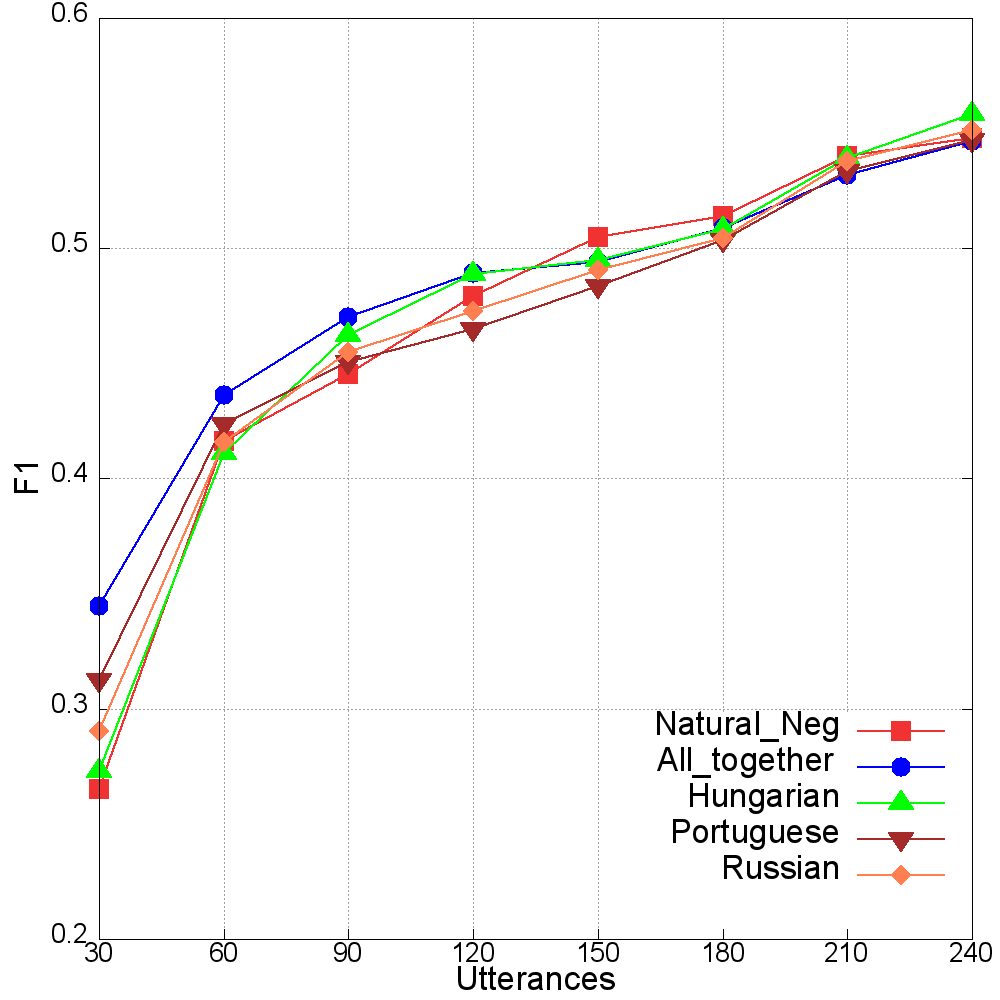 0.6
0.5
0.4
0.3
0.2
F1
Natural_Neg
All_together
Hungarian
Portuguese
Russian
30 60 90 120 150 180 210 240
Utterances